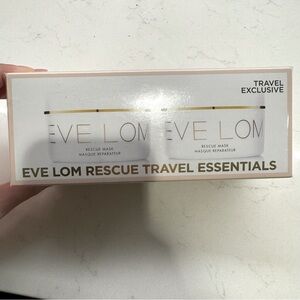 TRAVEL
EXCLUSIVE
EVE LOM
RESCUE MASK
MASQUE RÉPARATEUR
EVE LOM
RESCUE MASK
MASQUE RÉPARATEUR
EVE LOM RESCUE TRAVEL ESSENTIALS